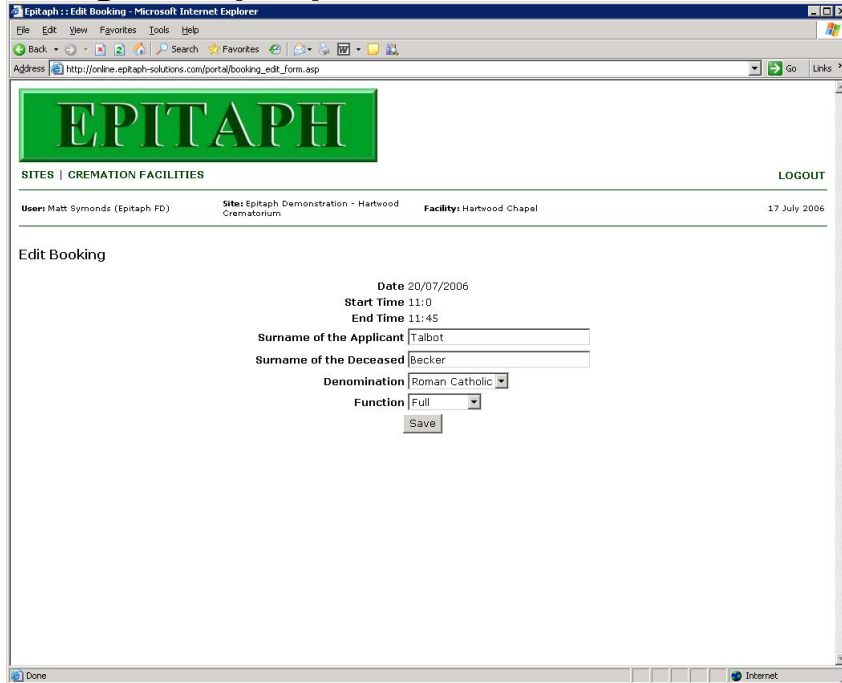 Epitaph :: Edit Booking - Microsoft Internet Explorer
File Edit View Favorites Tools Help
Back Search Favorites W
Address http://online.epitaph-solutions.com/portal/booking_edit_form.asp Go Links »
EPITAPH
SITES | CREMATION FACILITIES LOGOUT
User: Matt Symonds (Epitaph FD) Site: Epitaph Demonstration - Hartwood Facility: Hartwood Chapel 17 July 2006
Crematorium
Edit Booking
Date 20/07/2006
Start Time 11:0
End Time 11:45
Surname of the Applicant Talbot
Surname of the Deceased Becker
Denomination Roman Catholic
Function Full
Save
Done Internet